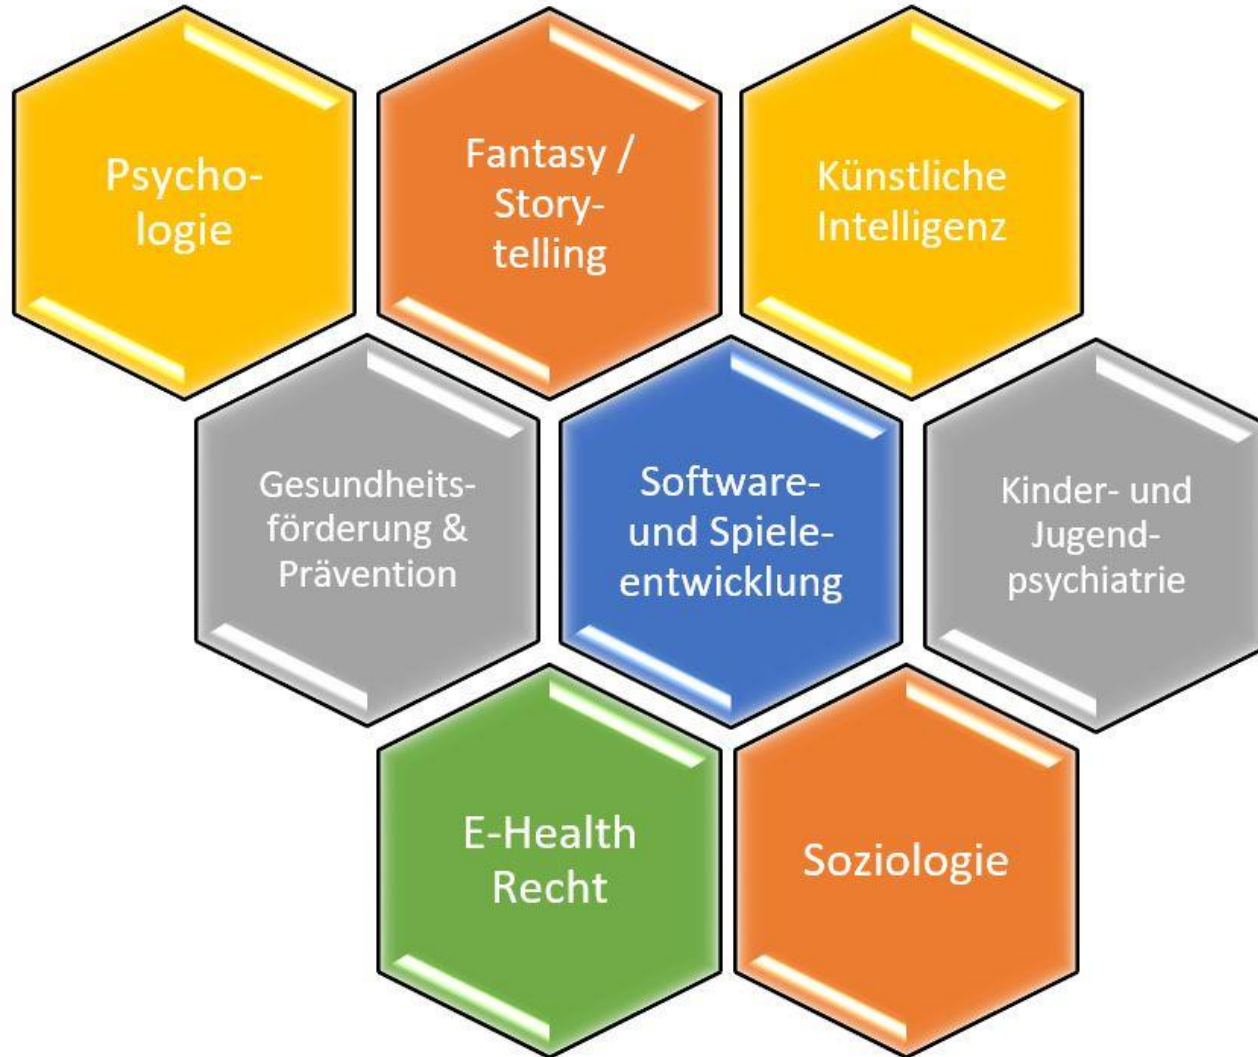 Psycho-
logie
Fantasy /
Story-
telling
Künstliche
Intelligenz
Gesundheits-
förderung &
Prävention
Software-
und Spiele-
entwicklung
Kinder- und
Jugend-
psychiatrie
E-Health
Recht
Soziologie